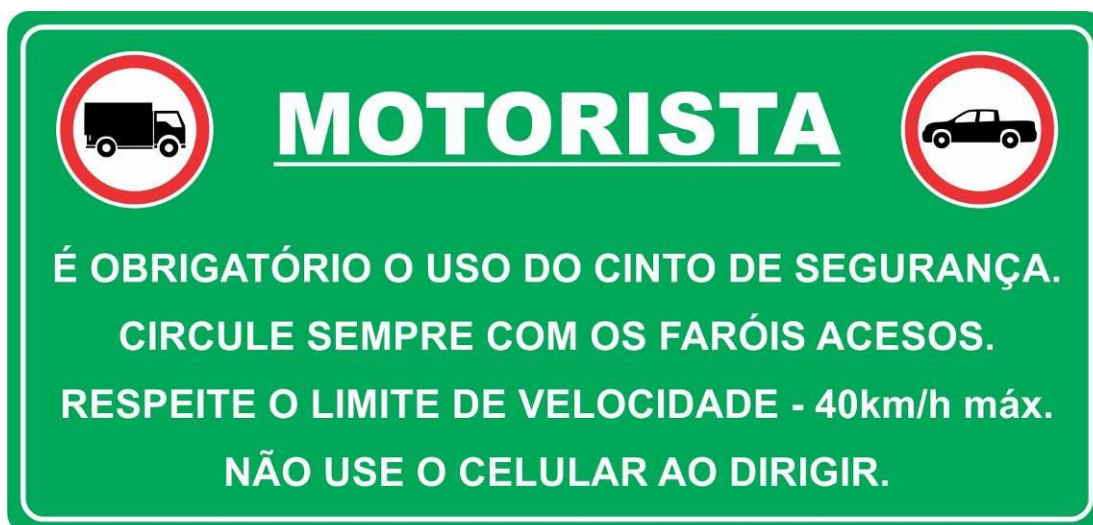 MOTORISTA
É OBRIGATÓRIO O USO DO CINTO DE SEGURANÇA.
CIRCULE SEMPRE COM OS FARÓIS ACESOS.
RESPEITE O LIMITE DE VELOCIDADE - 40km/h máx.
NÃO USE O CELULAR AO DIRIGIR.